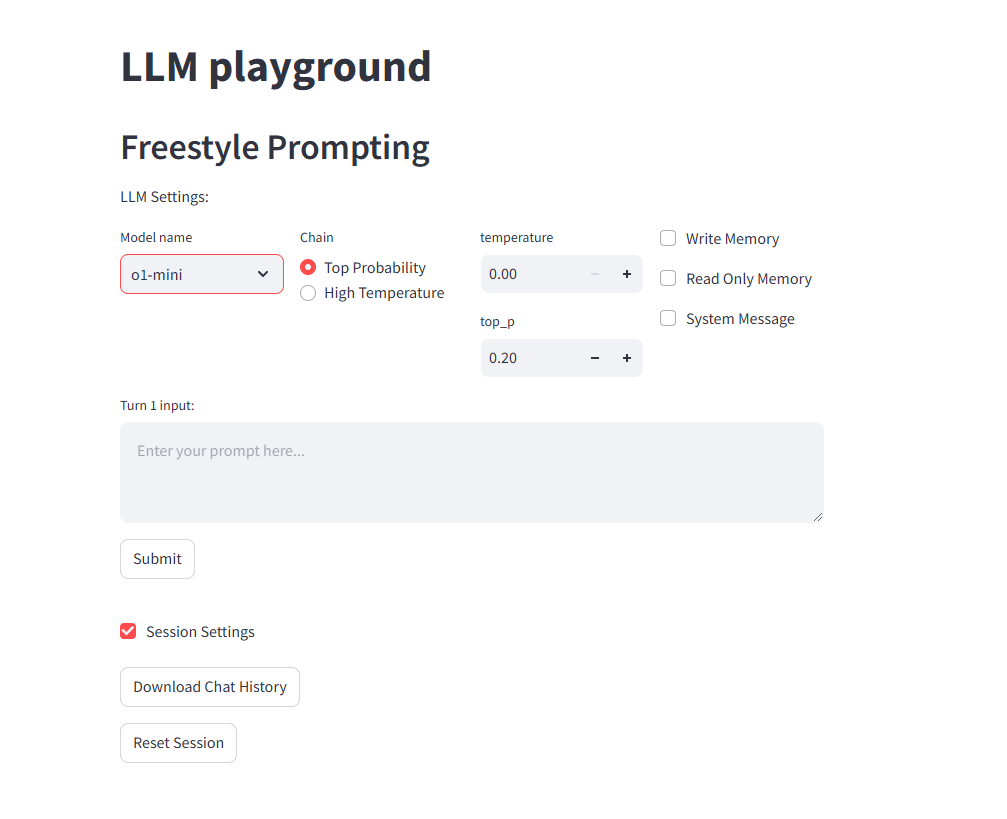 LLM playground
Freestyle Prompting
LLM Settings:
Model name
o1-mini
Chain
Top Probability
High Temperature
temperature
0.00
top_p
0.20
Write Memory
Read Only Memory
System Message
Turn 1 input:
Enter your prompt here...
Submit
Session Settings
Download Chat History
Reset Session